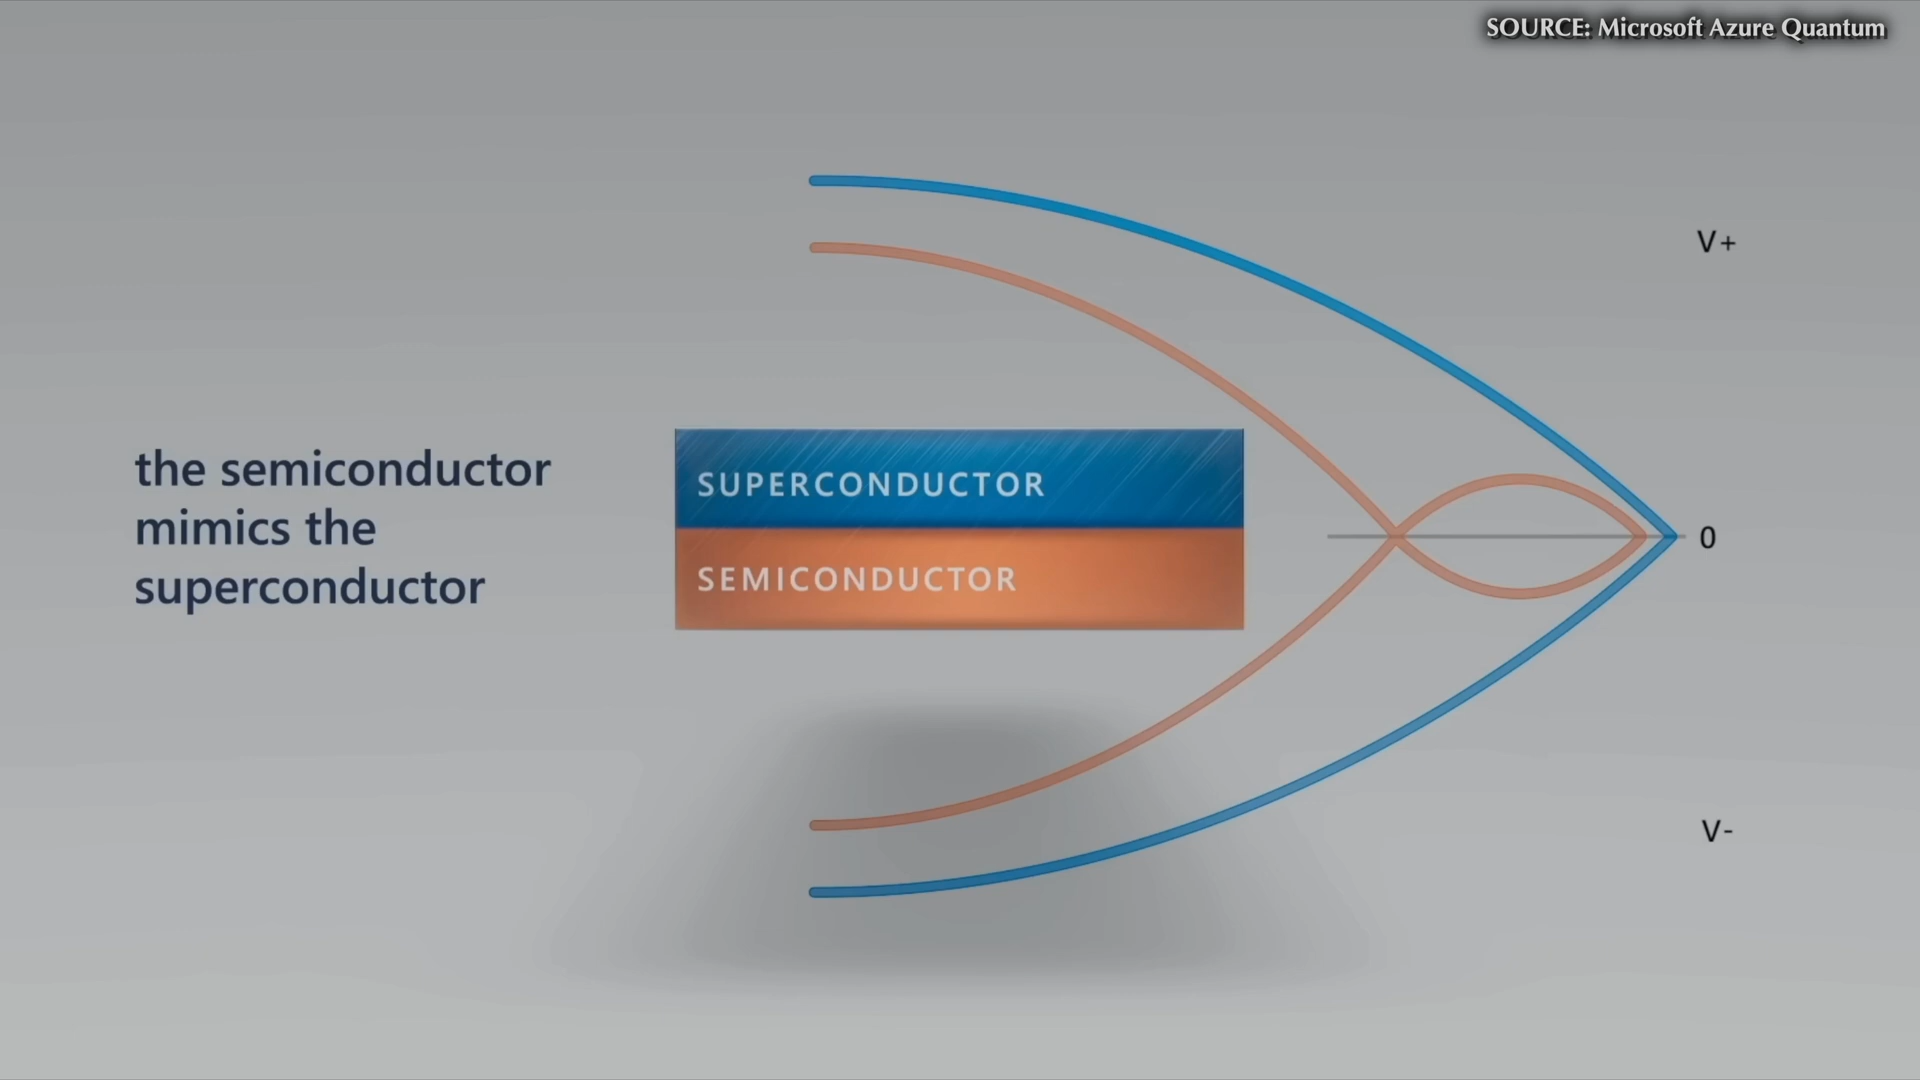 SOURCE: Microsoft Azure Quantum
V+
the semiconductor
mimics the
superconductor
SUPERCONDUCTOR
SEMICONDUCTOR
0
V-